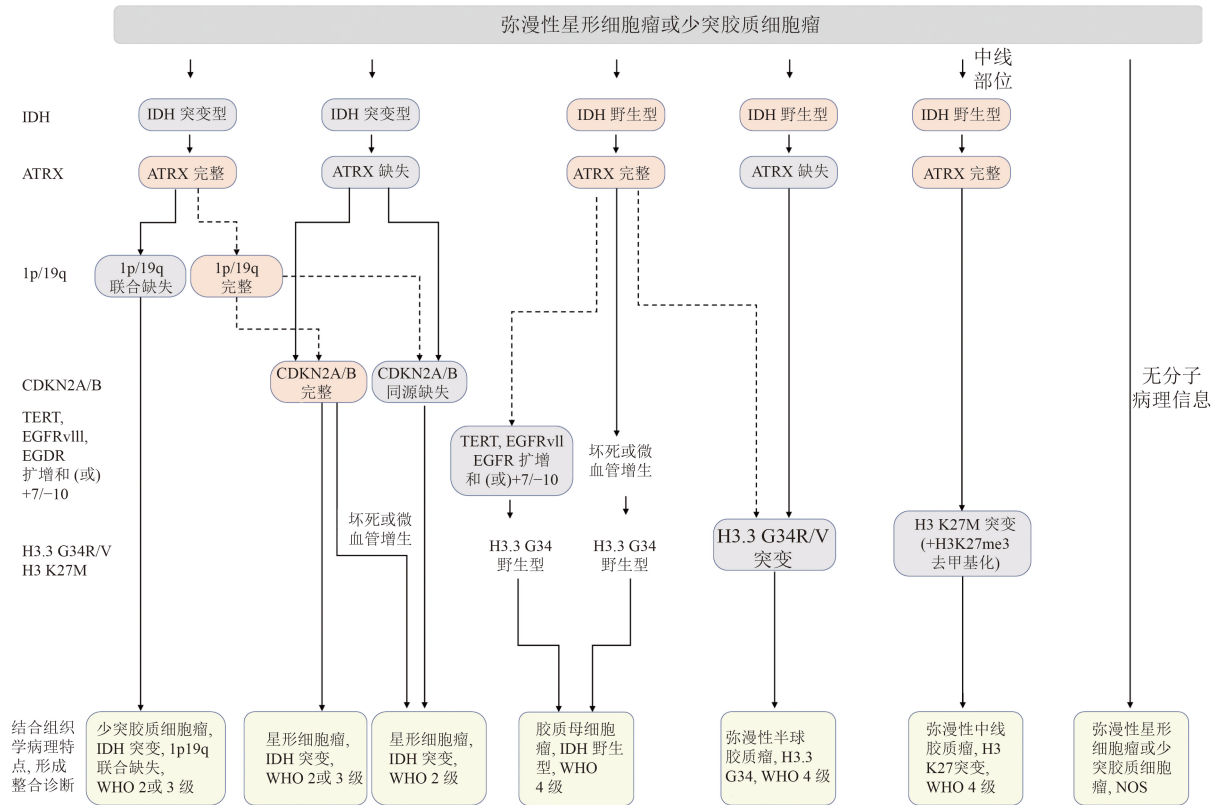 弥漫性星形细胞瘤或少突胶质细胞瘤
中线
部位
IDH
IDH 突变型
IDH 突变型
IDH 野生型
IDH 野生型
IDH 野生型
ATRX
ATRX 完整
ATRX 缺失
ATRX 完整
ATRX 缺失
ATRX 完整
1p/19q
1p/19q
联合缺失
1p/19q
完整
CDKN2A/B
CDKN2A/B
完整
CDKN2A/B
同源缺失
无分子
病理信息
TERT,
EGFRvlll,
EGDR
扩增和 (或)
+7/−10
TERT, EGFRvll
EGFR 扩增
和 (或)+7/−10
坏死或微
血管增生
坏死或微
血管增生
H3.3 G34R/V
H3 K27M
H3.3 G34
野生型
H3.3 G34
野生型
H3.3 G34R/V
突变
H3 K27M 突变
(+H3K27me3
去甲基化)
结合组织
学病理特
点, 形成
整合诊断
少突胶质细胞瘤,
IDH 突变, 1p19q
联合缺失,
WHO 2或 3 级
星形细胞瘤,
IDH 突变,
WHO 2或 3 级
星形细胞瘤,
IDH 突变,
WHO 2 级
胶质母细胞
瘤, IDH 野生
型, WHO
4 级
弥漫性半球
胶质瘤, H3.3
G34, WHO 4 级
弥漫性中线
胶质瘤, H3
K27突变,
WHO 4 级
弥漫性星形
细胞瘤或少
突胶质细胞
瘤, NOS